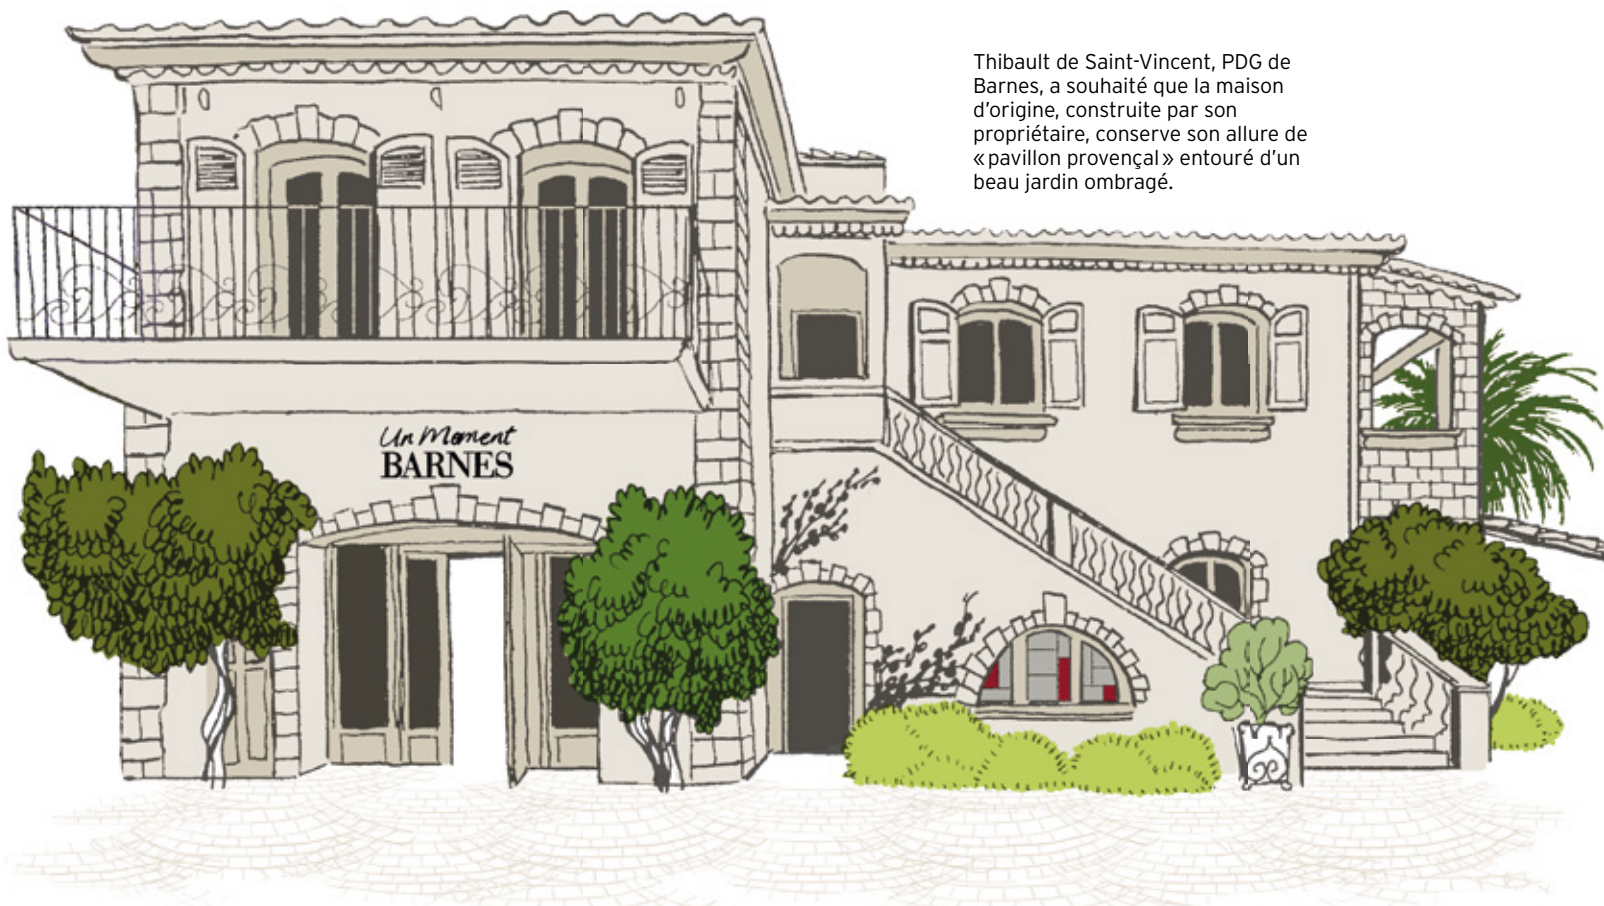 Thibault de Saint-Vincent, PDG de
Barnes, a souhaité que la maison
d'origine, construite par son
propriétaire, conserve son allure de
«pavillon provençal» entouré d'un
beau jardin ombragé.
Un Moment
BARNES